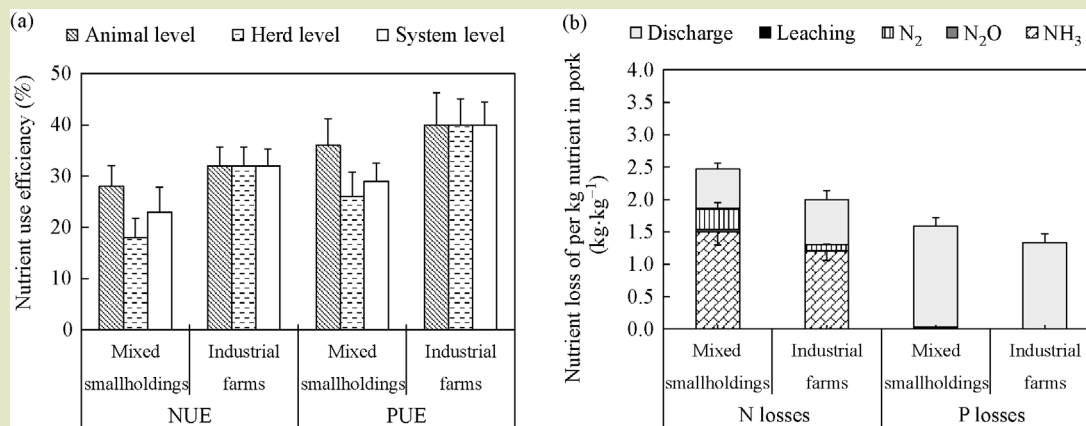 (a)
Animal level Herd level System level
Nutrient use efficiency (%)
50
40
30
20
10
0
Mixed smallholdings
Industrial farms
Mixed smallholdings
Industrial farms
NUE PUE
(b)
Discharge Leaching N₂ N₂O NH₃
Nutrient loss of per kg nutrient in pork
(kg·kg⁻¹)
4.0
3.5
3.0
2.5
2.0
1.5
1.0
0.5
0.0
Mixed smallholdings
Industrial farms
Mixed smallholdings
Industrial farms
N losses P losses